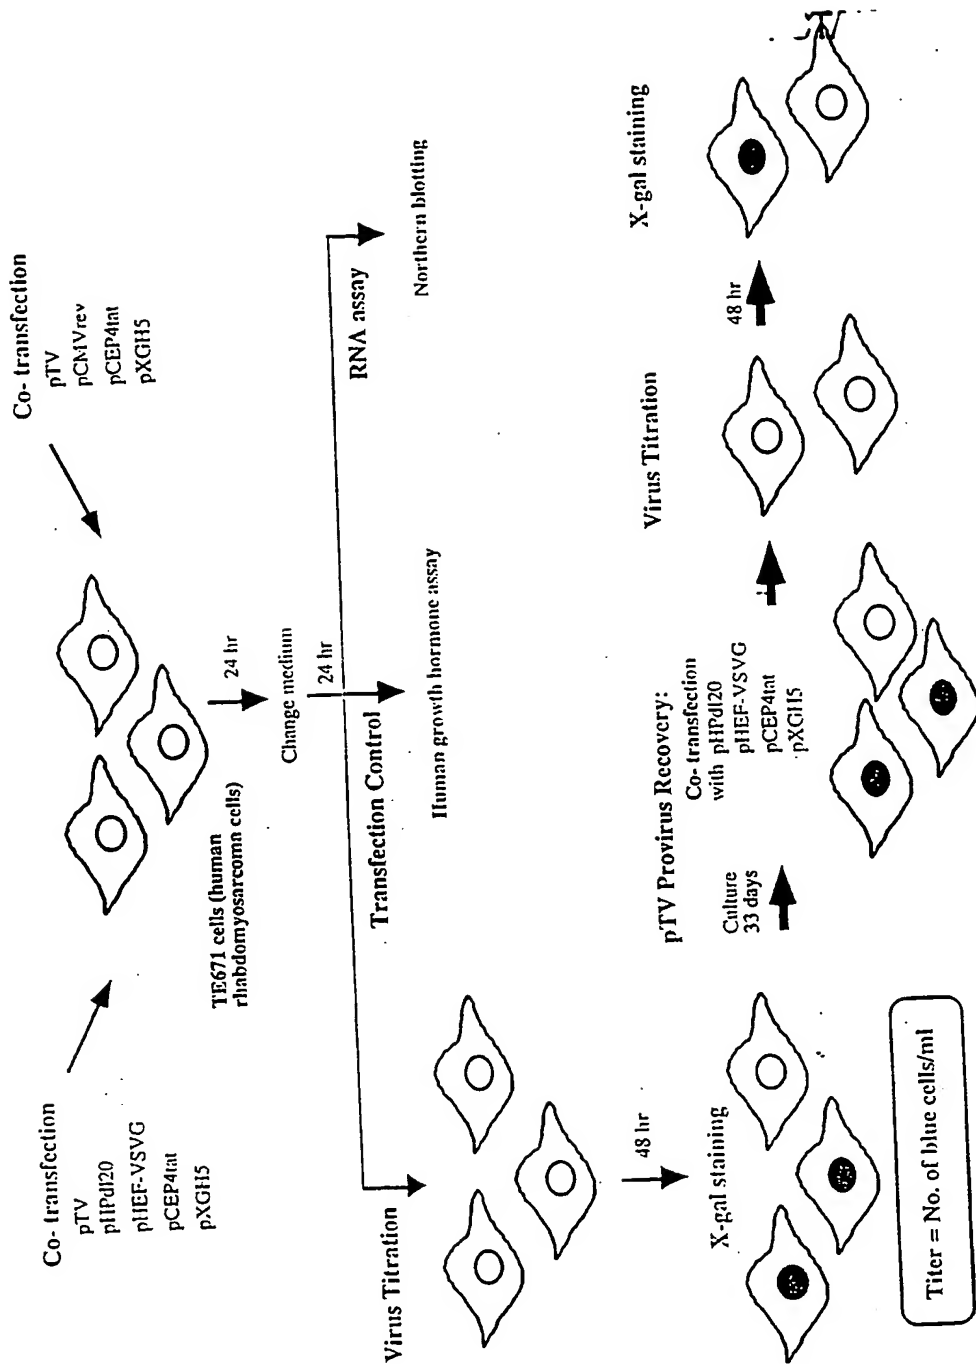 Co- transfection
pTV
pHPdl20
pHEF-VSVG
pCEP4tat
pXGH5
Co- transfection
pTV
pCMVrev
pCEP4tat
pXGH5
TE671 cells (human
rhabdomyosarcoma cells)
24 hr
Change medium
24 hr
Virus Titration
Transfection Control
RNA assay
Human growth hormone assay
Northern blotting
48 hr
X-gal staining
Titer = No. of blue cells/ml
Culture
33 days
pTV Provirus Recovery:
Co- transfection
with pHPdl20
pHEF-VSVG
pCEP4tat
pXGH5
Virus Titration
48 hr
X-gal staining